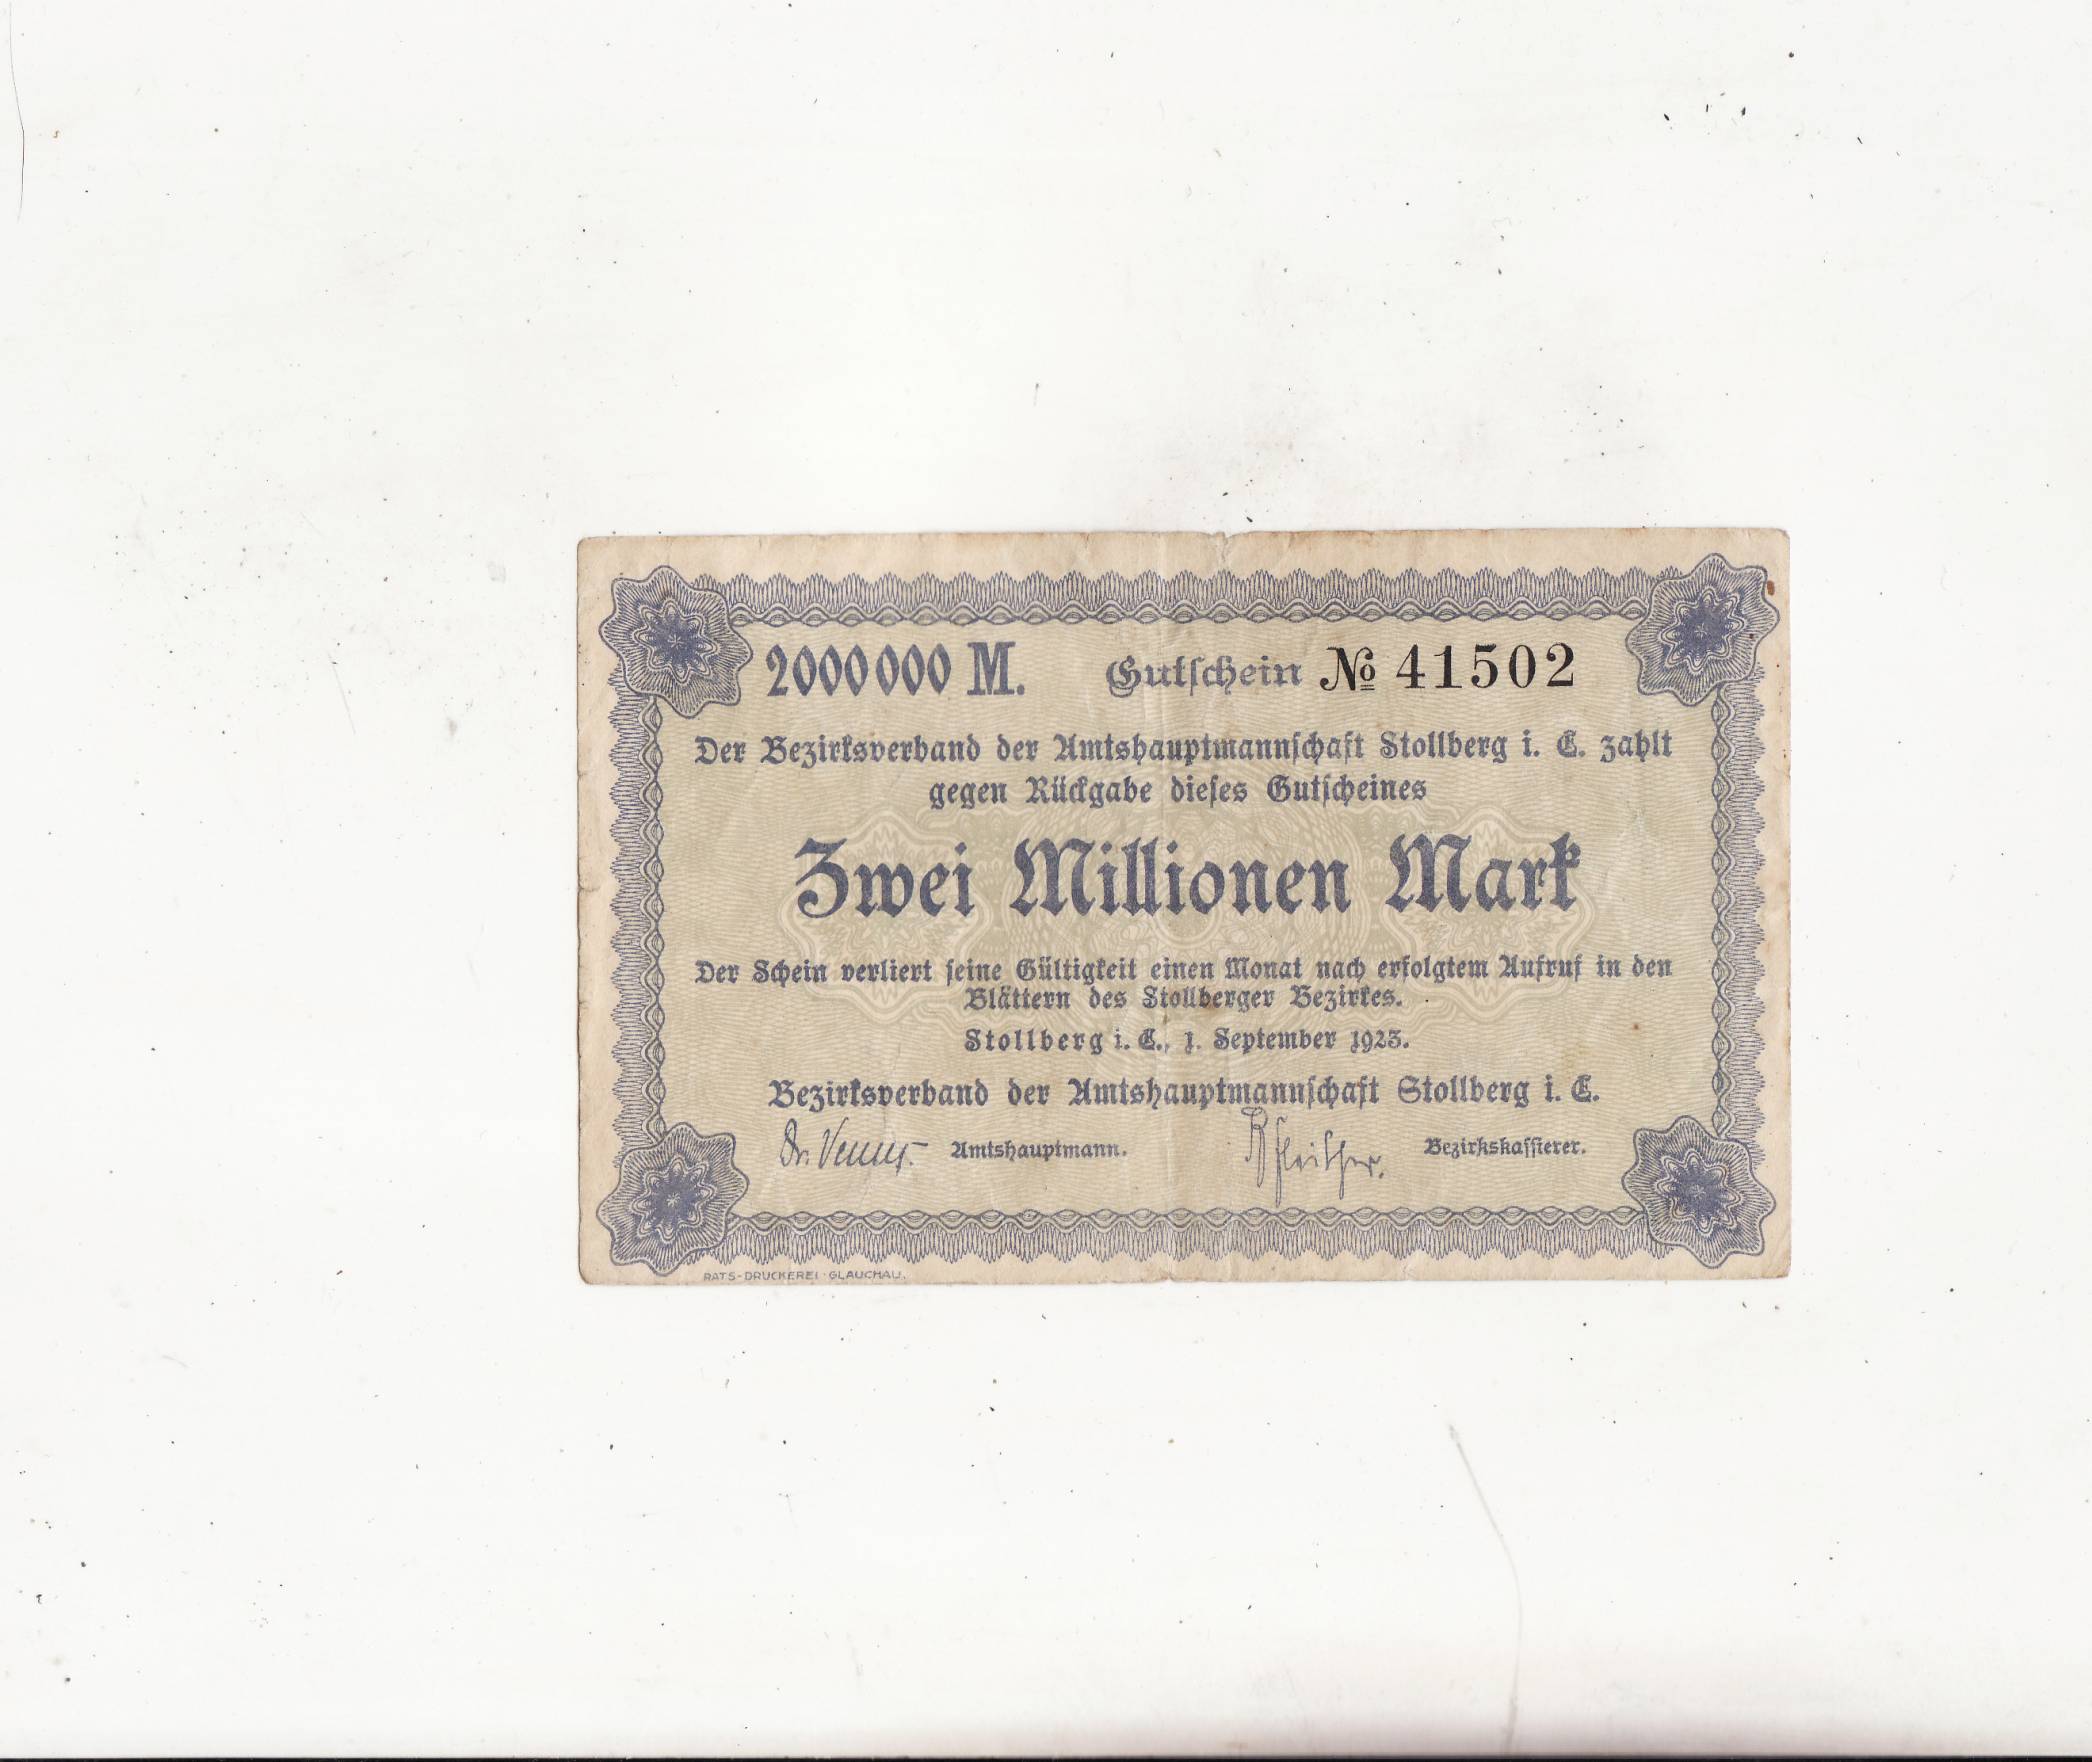 2000000 M. Gutschein № 41502
Der Bezirksverband der Amtshauptmannschaft Stollberg i. E. zahlt
gegen Rückgabe dieses Gutscheines
Zwei Millionen Mark
Der Schein verliert seine Gültigkeit einen Monat nach erfolgtem Aufruf in den
Blättern des Stollberger Bezirkes.
Stollberg i. E., 1. September 1923.
Bezirksverband der Amtshauptmannschaft Stollberg i. E.
Dr. Amtshauptmann. Bezirkskassierer.
RATS-DRUCKEREI · GLAUCHAU.